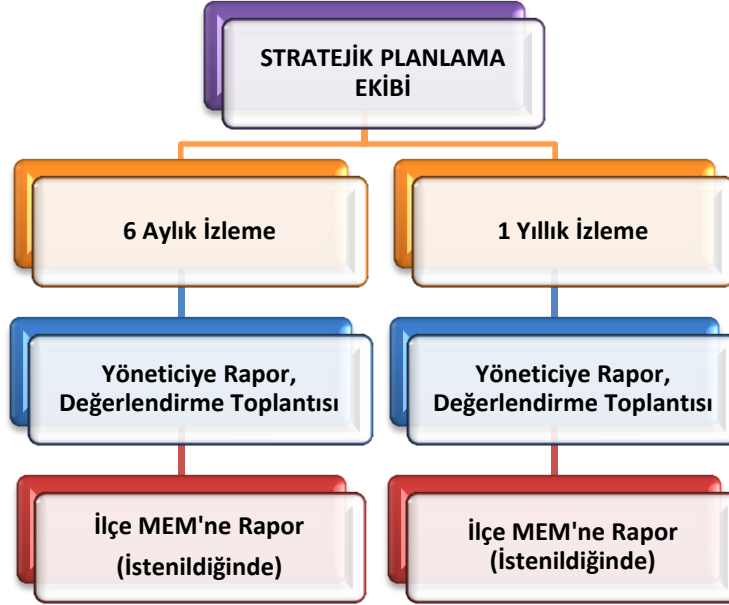 STRATEJİK PLANLAMA
EKİBİ
6 Aylık İzleme
1 Yıllık İzleme
Yöneticiye Rapor,
Değerlendirme Toplantısı
Yöneticiye Rapor,
Değerlendirme Toplantısı
İlçe MEM'ne Rapor
(İstenildiğinde)
İlçe MEM'ne Rapor
(İstenildiğinde)